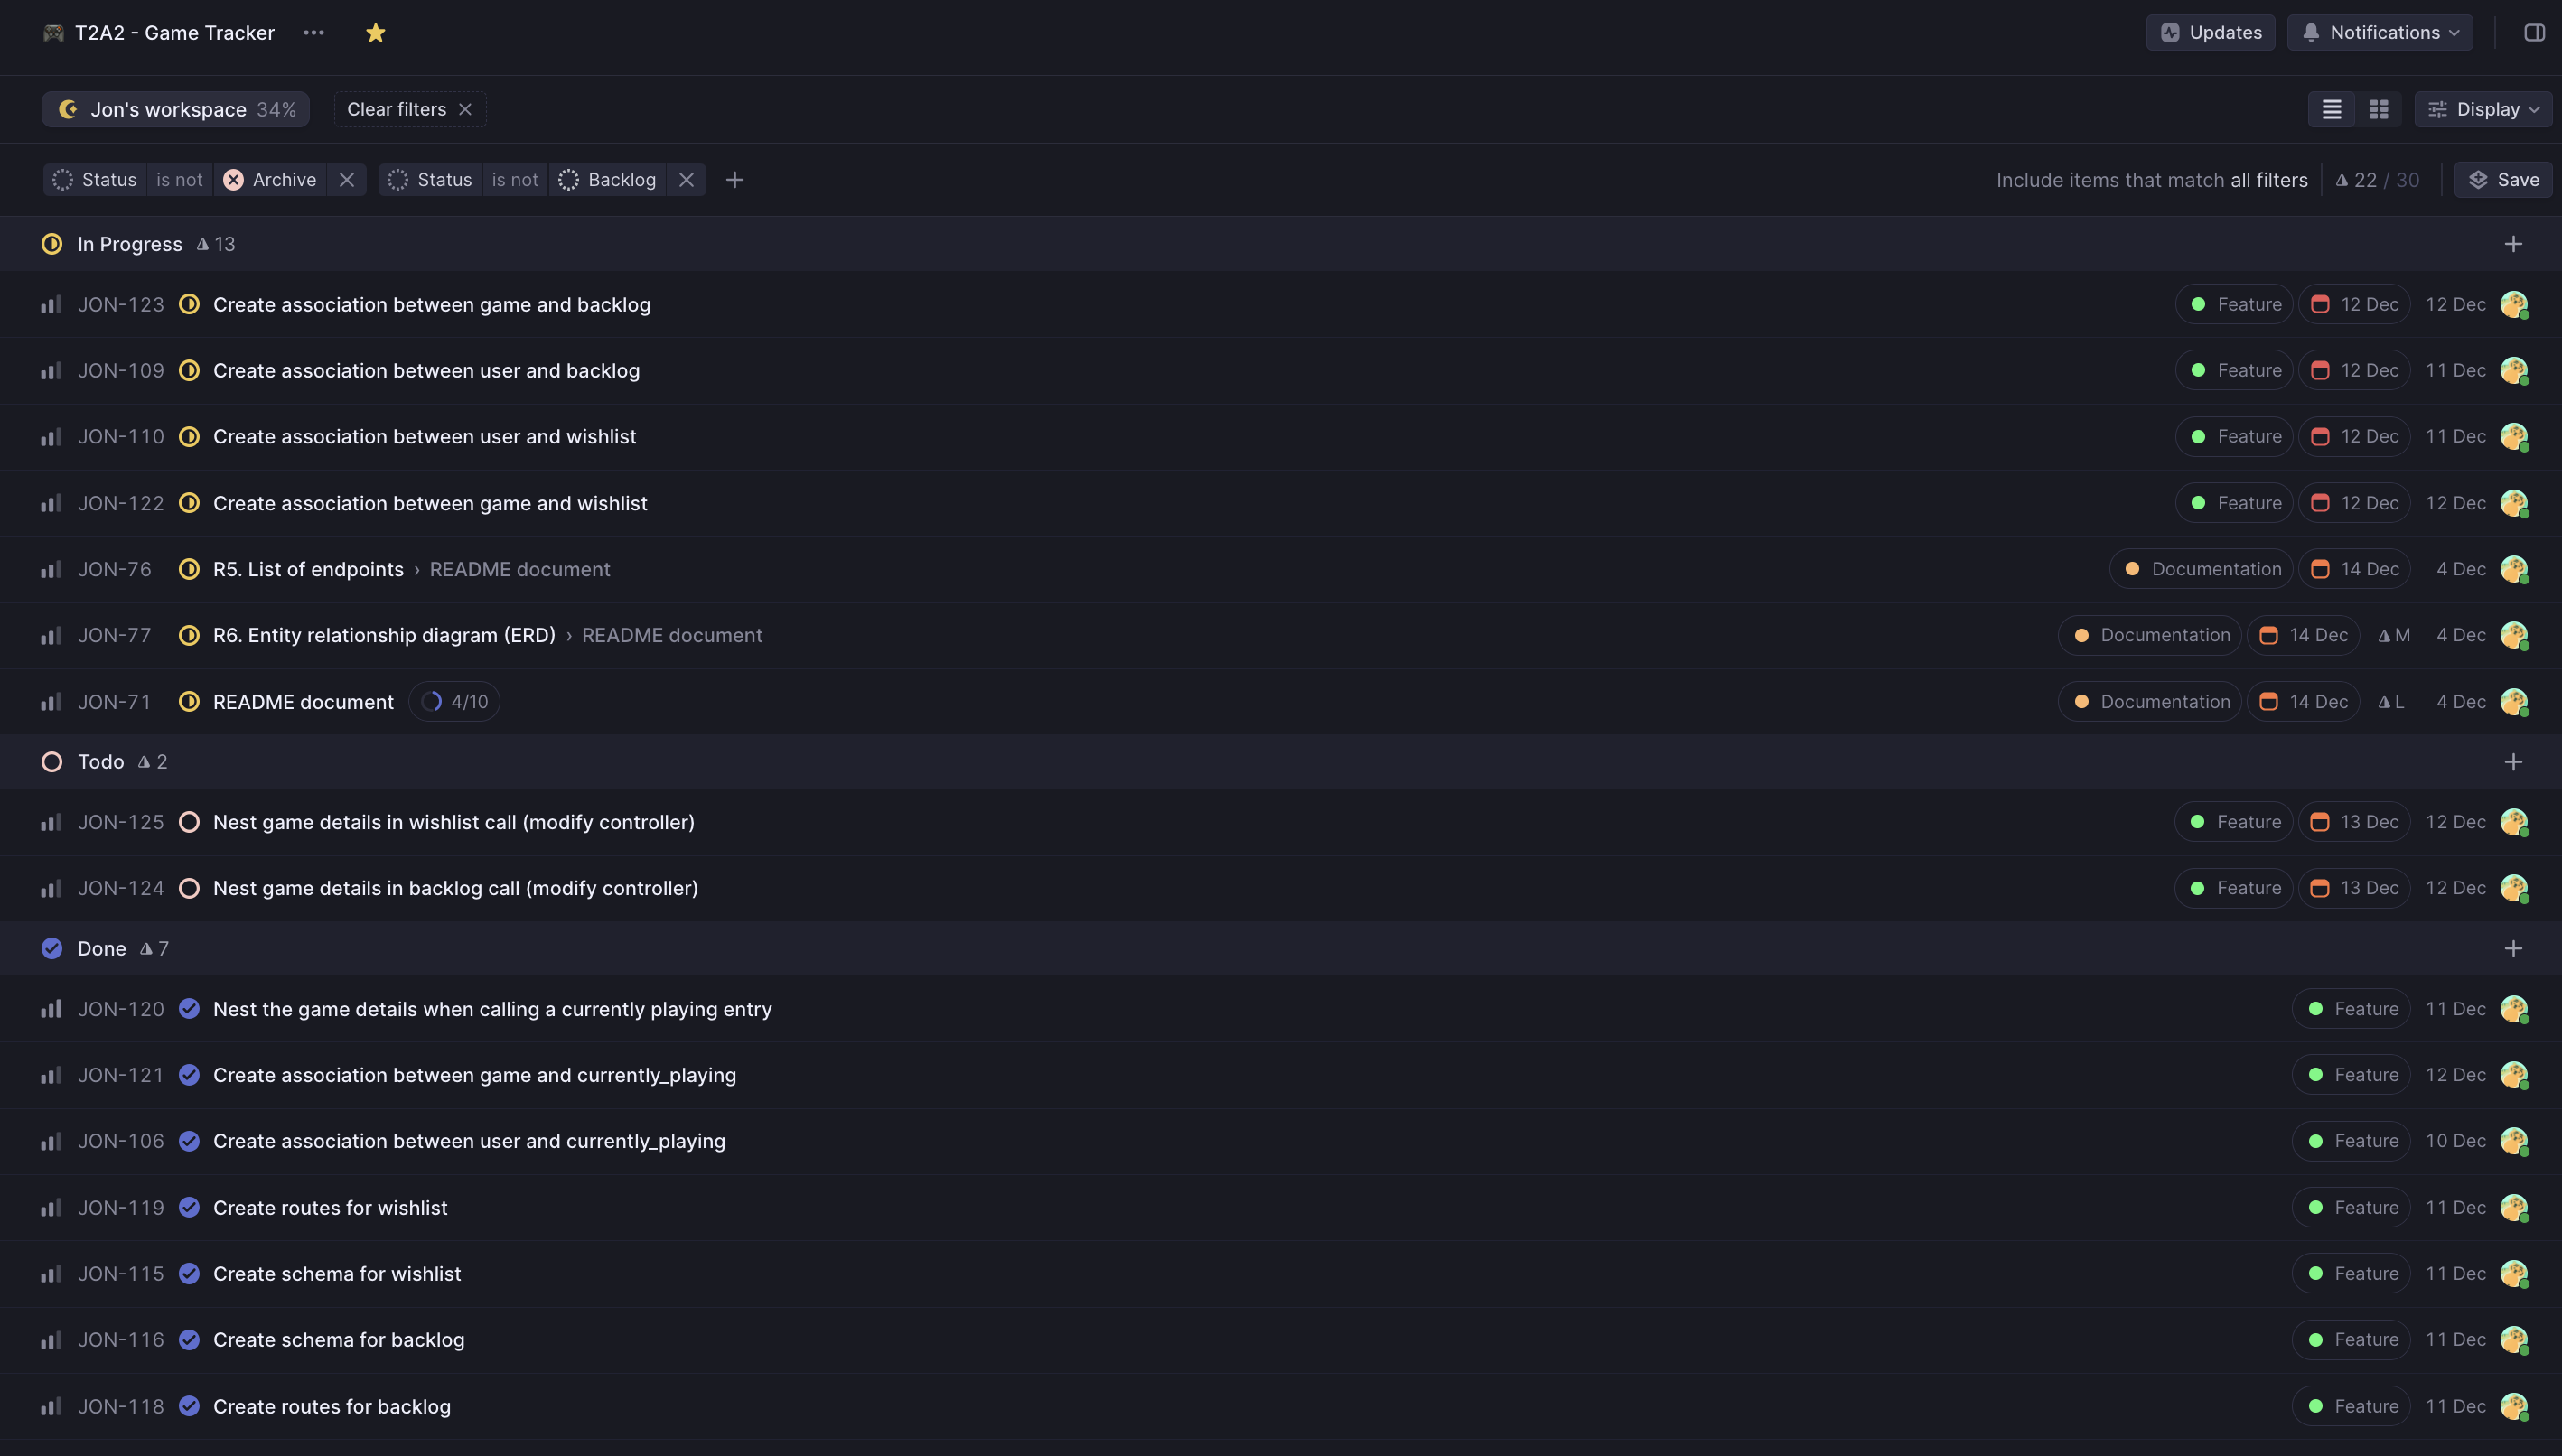 T2A2 - Game Tracker Updates Notifications
Jon's workspace 34% Clear filters Display
Status is not Archive Status is not Backlog Include items that match all filters 22 / 30 Save
In Progress 13
JON-123 Create association between game and backlog Feature 12 Dec 12 Dec
JON-109 Create association between user and backlog Feature 12 Dec 11 Dec
JON-110 Create association between user and wishlist Feature 12 Dec 11 Dec
JON-122 Create association between game and wishlist Feature 12 Dec 12 Dec
JON-76 R5. List of endpoints › README document Documentation 14 Dec 4 Dec
JON-77 R6. Entity relationship diagram (ERD) › README document Documentation 14 Dec M 4 Dec
JON-71 README document 4/10 Documentation 14 Dec L 4 Dec
Todo 2
JON-125 Nest game details in wishlist call (modify controller) Feature 13 Dec 12 Dec
JON-124 Nest game details in backlog call (modify controller) Feature 13 Dec 12 Dec
Done 7
JON-120 Nest the game details when calling a currently playing entry Feature 11 Dec
JON-121 Create association between game and currently_playing Feature 12 Dec
JON-106 Create association between user and currently_playing Feature 10 Dec
JON-119 Create routes for wishlist Feature 11 Dec
JON-115 Create schema for wishlist Feature 11 Dec
JON-116 Create schema for backlog Feature 11 Dec
JON-118 Create routes for backlog Feature 11 Dec